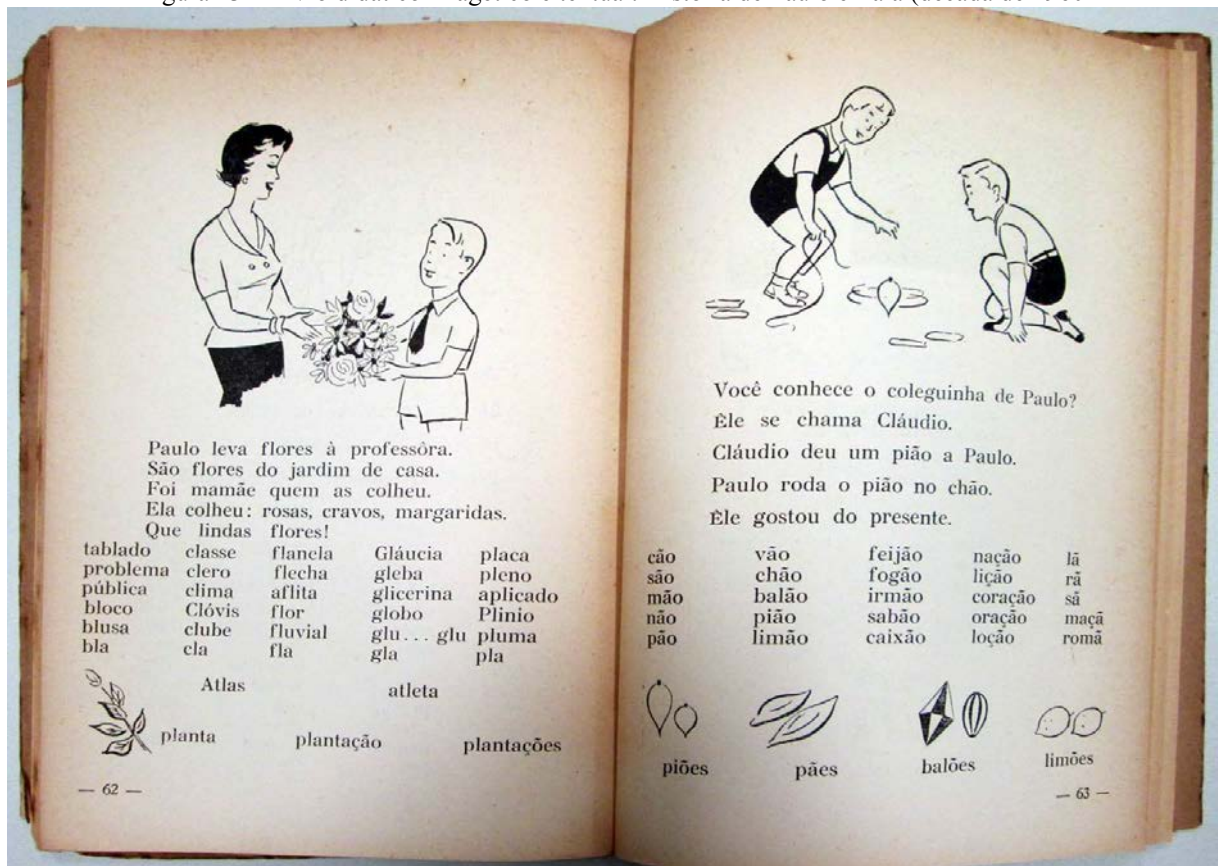 Paulo leva flores à professôra.
São flores do jardim de casa.
Foi mamãe quem as colheu.
Ela colheu: rosas, cravos, margaridas.
Que lindas flores!
tablado classe flanela Gláucia placa
problema clero flecha gleba pleno
pública clima aflita glicerina aplicado
bloco Clóvis flor globo Plinio
blusa clube fluvial glu... glu pluma
bla cla fla gla pla
Atlas atleta
planta plantação plantações
— 62 —
Você conhece o coleguinha de Paulo?
Êle se chama Cláudio.
Cláudio deu um pião a Paulo.
Paulo roda o pião no chão.
Êle gostou do presente.
cão vão feijão nação lã
são chão fogão lição rã
mão balão irmão coração sã
não pião sabão oração maçã
pão limão caixão loção romã
piões pães balões limões
— 63 —